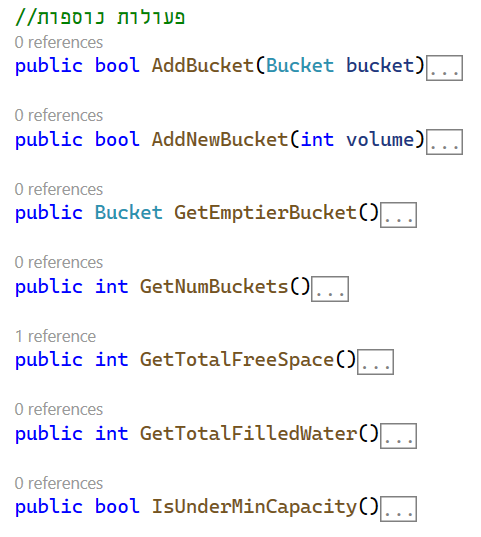 //פעולות נוספות
0 references
public bool AddBucket(Bucket bucket)...
0 references
public bool AddNewBucket(int volume)...
0 references
public Bucket GetEmptierBucket()...
0 references
public int GetNumBuckets()...
1 reference
public int GetTotalFreeSpace()...
0 references
public int GetTotalFilledWater()...
0 references
public bool IsUnderMinCapacity()...